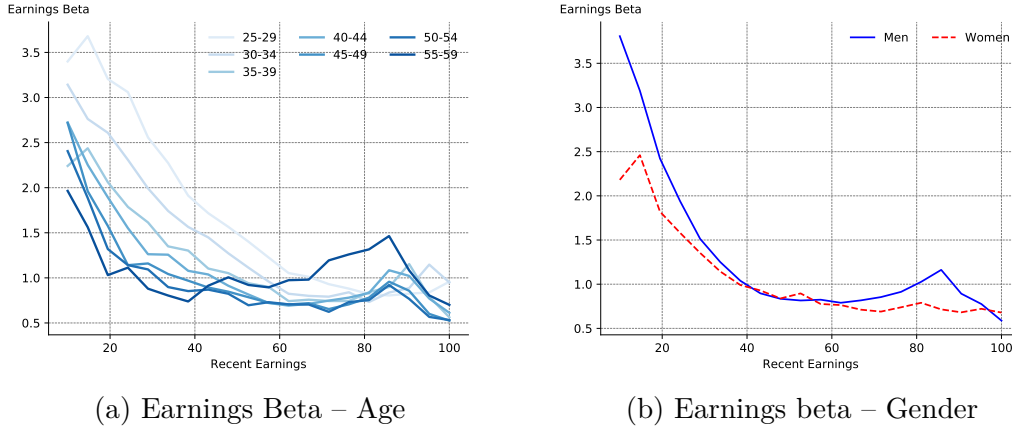 Earnings Beta
25-29 40-44 50-54
30-34 45-49 55-59
35-39
3.5
3.0
2.5
2.0
1.5
1.0
0.5
20 40 60 80 100
Recent Earnings
(a) Earnings Beta – Age
Earnings Beta
Men Women
3.5
3.0
2.5
2.0
1.5
1.0
0.5
20 40 60 80 100
Recent Earnings
(b) Earnings beta – Gender